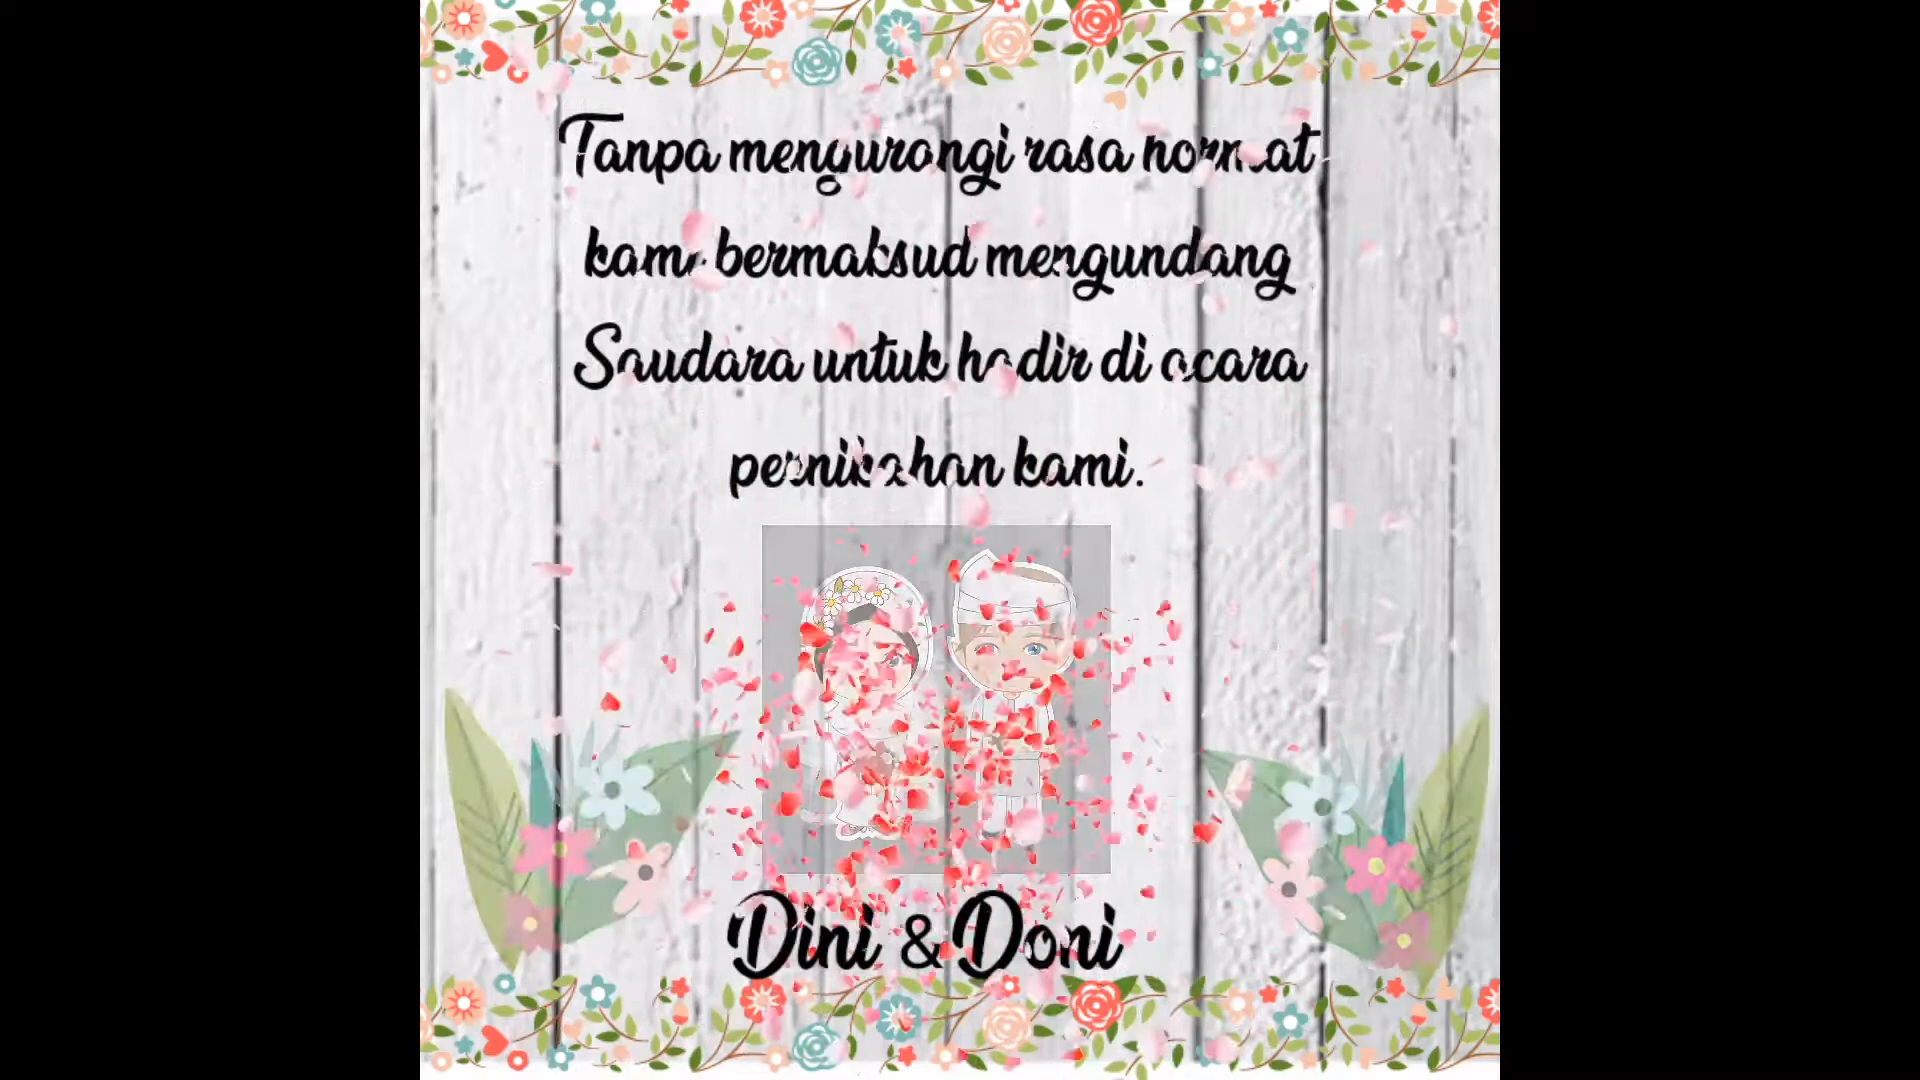 Tanpa mengurangi rasa hormat
kami bermaksud mengundang
Saudara untuk hadir di acara
pernikahan kami.
Dini & Doni